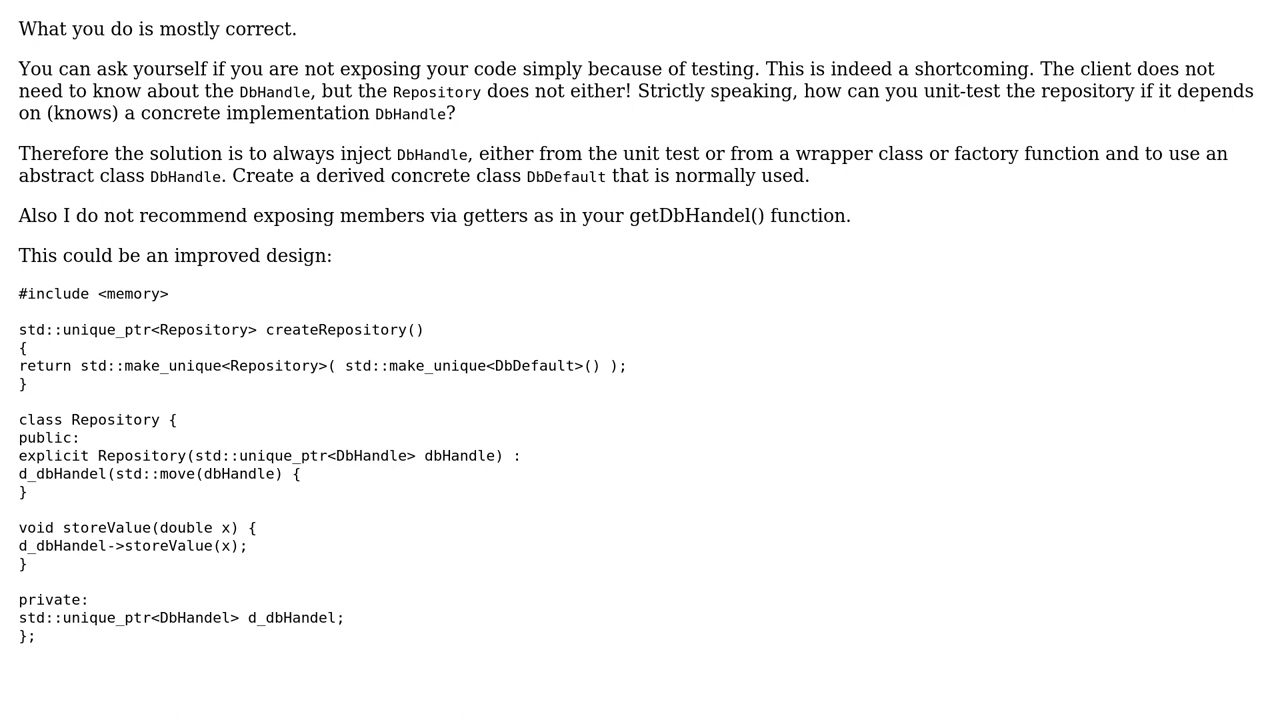 What you do is mostly correct.
You can ask yourself if you are not exposing your code simply because of testing. This is indeed a shortcoming. The client does not
need to know about the DbHandle, but the Repository does not either! Strictly speaking, how can you unit-test the repository if it depends
on (knows) a concrete implementation DbHandle?
Therefore the solution is to always inject DbHandle, either from the unit test or from a wrapper class or factory function and to use an
abstract class DbHandle. Create a derived concrete class DbDefault that is normally used.
Also I do not recommend exposing members via getters as in your getDbHandel() function.
This could be an improved design:
#include <memory>
std::unique_ptr<Repository> createRepository()
{
return std::make_unique<Repository>( std::make_unique<DbDefault>() );
}
class Repository {
public:
explicit Repository(std::unique_ptr<DbHandle> dbHandle) :
d_dbHandel(std::move(dbHandle) {
}
void storeValue(double x) {
d_dbHandel->storeValue(x);
}
private:
std::unique_ptr<DbHandel> d_dbHandel;
};